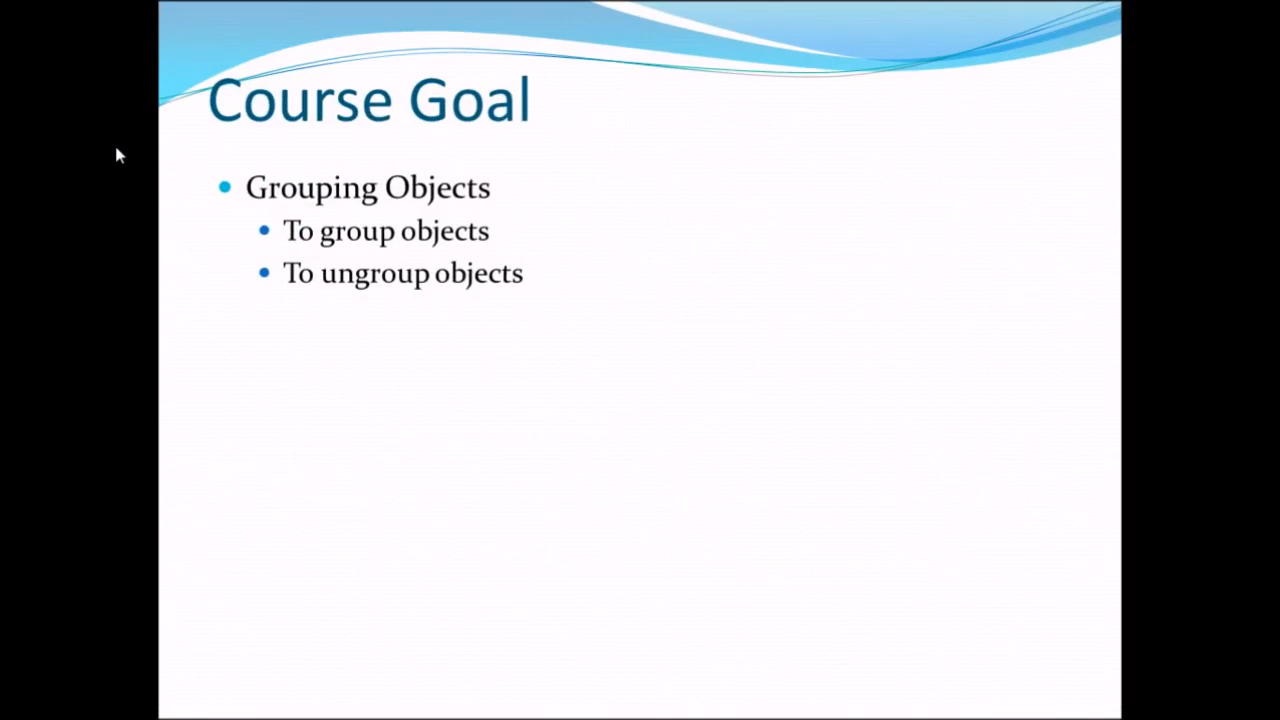 Course Goal
Grouping Objects
To group objects
To ungroup objects